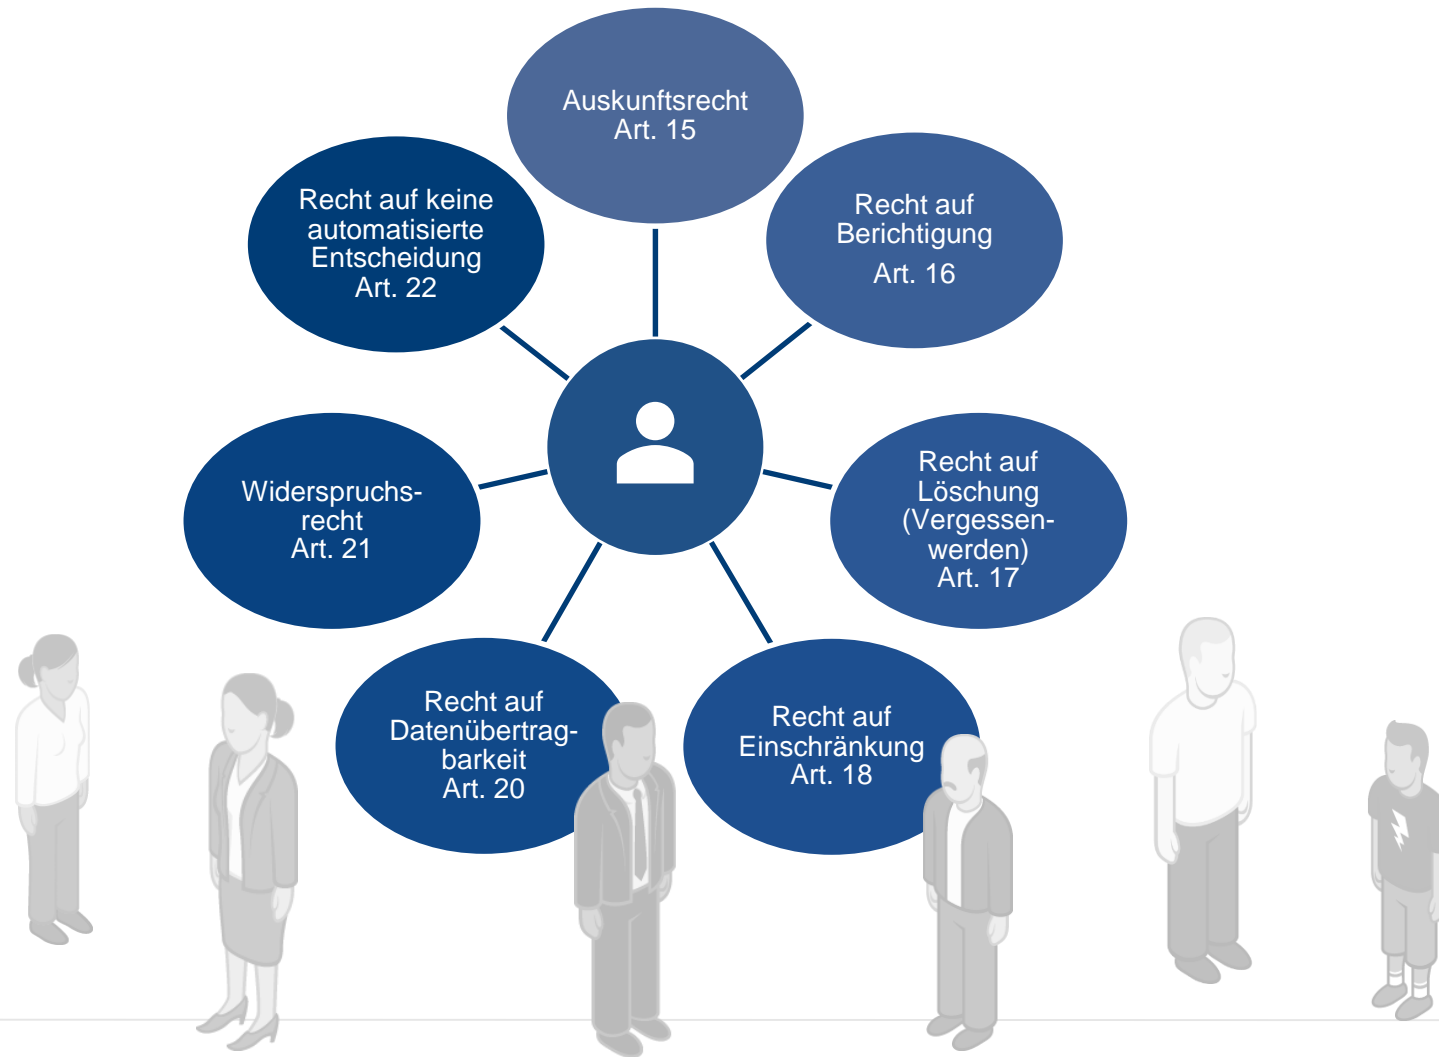 Auskunftsrecht
Art. 15
Recht auf
Berichtigung
Art. 16
Recht auf
Löschung
(Vergessen-
werden)
Art. 17
Recht auf
Einschränkung
Art. 18
Recht auf
Datenübertrag-
barkeit
Art. 20
Widerspruchs-
recht
Art. 21
Recht auf keine
automatisierte
Entscheidung
Art. 22